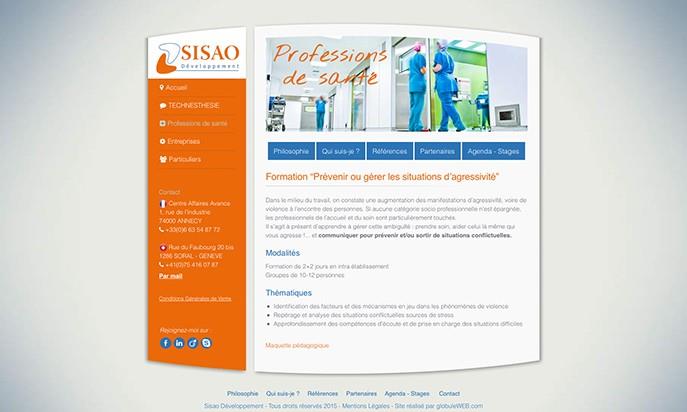 SISAO
Développement
Accueil
TECHNESTHESIE
Professions de santé
Entreprises
Particuliers
Contact
Centre Affaires Avance
1, rue de l'Industrie
74000 ANNECY
+33(0)6 63 54 87 72
Rue du Faubourg 20 bis
1286 SORAL - GENEVE
+41(0)75 416 07 87
Par mail
Conditions Générales de Vente
Rejoignez-moi sur :
Professions
de santé
Philosophie Qui suis-je ? Références Partenaires Agenda - Stages
Formation “Prévenir ou gérer les situations d'agressivité”
Dans le milieu du travail, on constate une augmentation des manifestations d'agressivité, voire de
violence à l'encontre des personnes. Si aucune catégorie socio professionnelle n'est épargnée,
les professionnels de l'accueil et du soin sont particulièrement touchés.
Il s'agit à présent d'apprendre à gérer cette ambiguïté : prendre soin, aider celui là même qui
vous agresse !... et communiquer pour prévenir et/ou sortir de situations conflictuelles.
Modalités
Formation de 2+2 jours en intra établissement
Groupes de 10-12 personnes
Thématiques
Identification des facteurs et des mécanismes en jeu dans les phénomènes de violence
Repérage et analyse des situations conflictuelles sources de stress
Approfondissement des compétences d'écoute et de prise en charge des situations difficiles
Maquette pédagogique
Philosophie Qui suis-je ? Références Partenaires Agenda - Stages Contact
Sisao Développement - Tous droits réservés 2015 - Mentions Légales - Site réalisé par globuleWEB.com